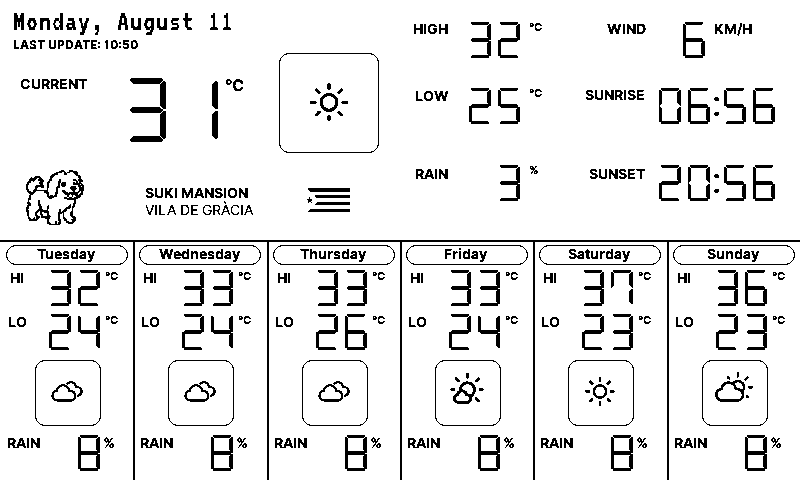 Monday, August 11
LAST UPDATE: 10:50
CURRENT 31 °C
HIGH 32 °C
WIND 6 KM/H
LOW 25 °C
SUNRISE 06:56
RAIN 3 %
SUNSET 20:56
SUKI MANSION
VILA DE GRÀCIA
Tuesday
HI 32 °C
LO 24 °C
RAIN 8 %
Wednesday
HI 33 °C
LO 24 °C
RAIN 8 %
Thursday
HI 33 °C
LO 26 °C
RAIN 8 %
Friday
HI 33 °C
LO 24 °C
RAIN 8 %
Saturday
HI 37 °C
LO 23 °C
RAIN 8 %
Sunday
HI 36 °C
LO 23 °C
RAIN 8 %